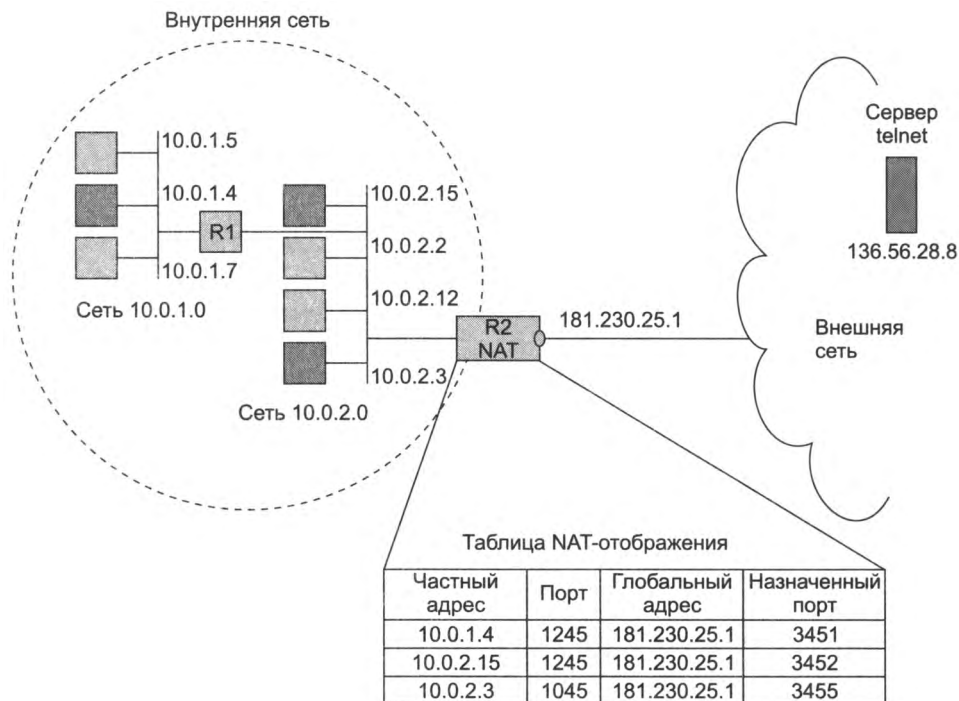 Внутренняя сеть
Сервер
telnet
136.56.28.8
10.0.1.5
10.0.1.4
R1
10.0.1.7
Сеть 10.0.1.0
10.0.2.15
10.0.2.2
10.0.2.12
10.0.2.3
Сеть 10.0.2.0
R2
NAT
181.230.25.1
Внешняя
сеть
Таблица NAT-отображения
Частный адрес Порт Глобальный адрес Назначенный порт
10.0.1.4 1245 181.230.25.1 3451
10.0.2.15 1245 181.230.25.1 3452
10.0.2.3 1045 181.230.25.1 3455